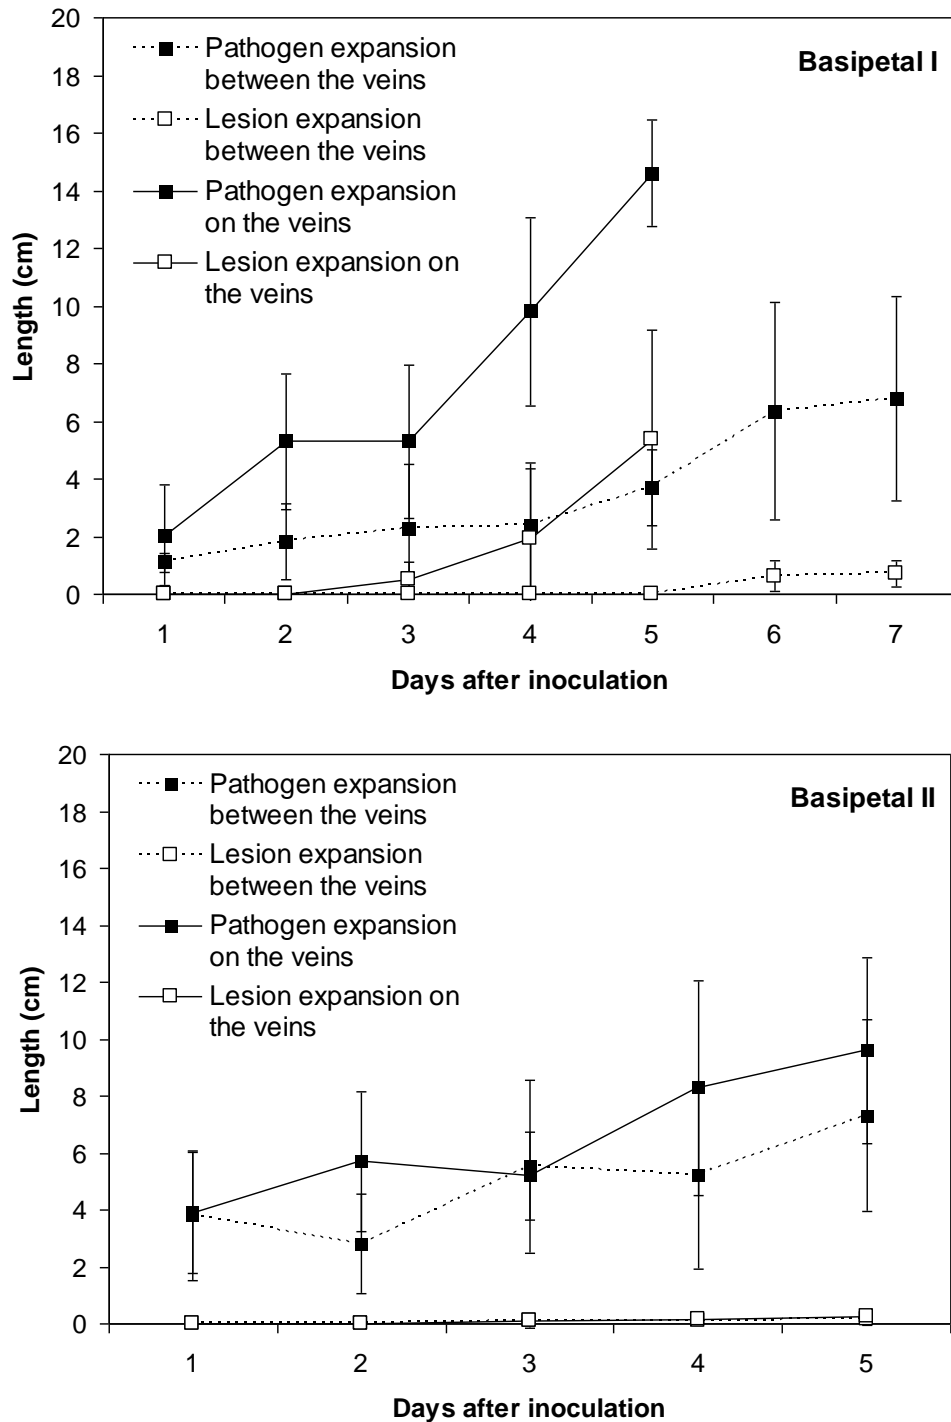 20
18
16
14
12
10
8
6
4
2
0
Length (cm)
Pathogen expansion
between the veins
Lesion expansion
between the veins
Pathogen expansion
on the veins
Lesion expansion on
the veins
Basipetal I
1 2 3 4 5 6 7
Days after inoculation
20
18
16
14
12
10
8
6
4
2
0
Length (cm)
Pathogen expansion
between the veins
Lesion expansion
between the veins
Pathogen expansion
on the veins
Lesion expansion on
the veins
Basipetal II
1 2 3 4 5
Days after inoculation